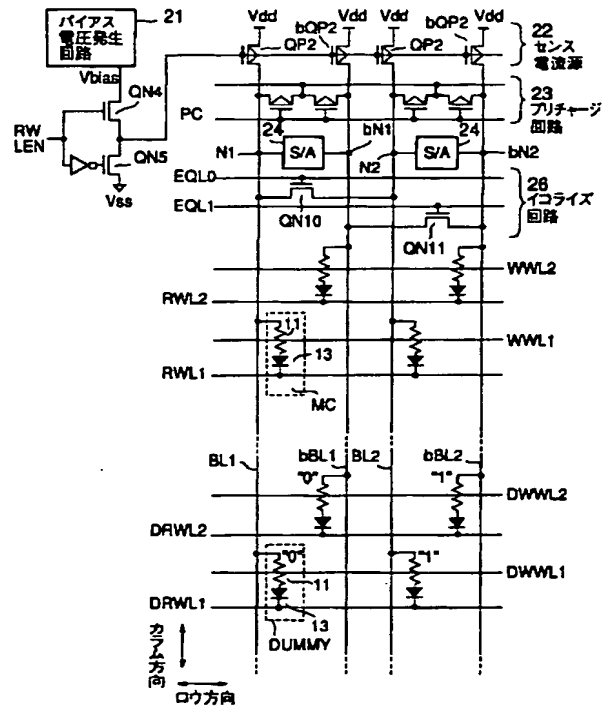 21
バイアス
電圧発生
回路
Vbias
QN4
RW
LEN
QN5
Vss
Vdd Vdd Vdd Vdd
bQP2 bQP2
QP2 QP2
22
センス
電流源
PC
23
プリチャージ
回路
24 24
N1 S/A bN1 N2 S/A bN2
EQL0
QN10
EQL1
QN11
26
イコライズ
回路
WWL2
RWL2
11
WWL1
13
RWL1
MC
BL1 bBL1 BL2 bBL2
"0" "1"
DWWL2
DRWL2
"0" "1"
11
DWWL1
DRWL1
13
DUMMY
カラム方向
ロウ方向